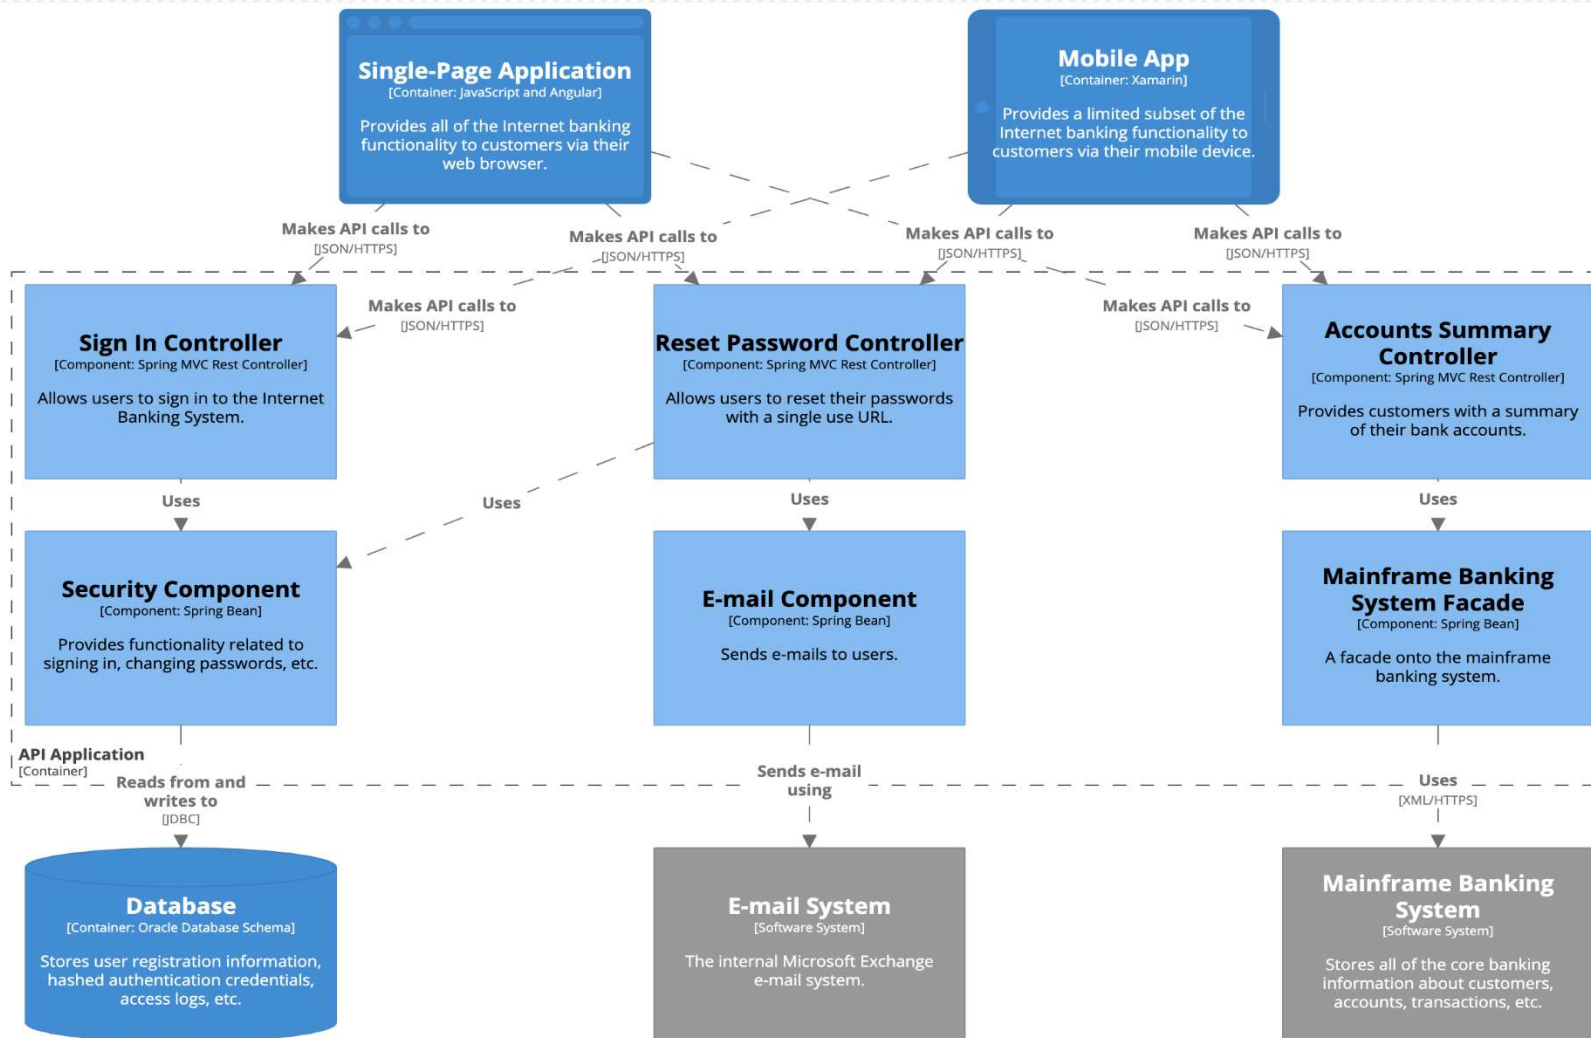 Single-Page Application
[Container: JavaScript and Angular]
Provides all of the Internet banking
functionality to customers via their
web browser.
Mobile App
[Container: Xamarin]
Provides a limited subset of the
Internet banking functionality to
customers via their mobile device.
Makes API calls to
[JSON/HTTPS]
Makes API calls to
[JSON/HTTPS]
Makes API calls to
[JSON/HTTPS]
Makes API calls to
[JSON/HTTPS]
Makes API calls to
[JSON/HTTPS]
Makes API calls to
[JSON/HTTPS]
Sign In Controller
[Component: Spring MVC Rest Controller]
Allows users to sign in to the Internet
Banking System.
Reset Password Controller
[Component: Spring MVC Rest Controller]
Allows users to reset their passwords
with a single use URL.
Accounts Summary
Controller
[Component: Spring MVC Rest Controller]
Provides customers with a summary
of their bank accounts.
Uses
Uses
Uses
Uses
Security Component
[Component: Spring Bean]
Provides functionality related to
signing in, changing passwords, etc.
E-mail Component
[Component: Spring Bean]
Sends e-mails to users.
Mainframe Banking
System Facade
[Component: Spring Bean]
A facade onto the mainframe
banking system.
API Application
[Container]
Reads from and
writes to
[JDBC]
Sends e-mail
using
Uses
[XML/HTTPS]
Database
[Container: Oracle Database Schema]
Stores user registration information,
hashed authentication credentials,
access logs, etc.
E-mail System
[Software System]
The internal Microsoft Exchange
e-mail system.
Mainframe Banking
System
[Software System]
Stores all of the core banking
information about customers,
accounts, transactions, etc.